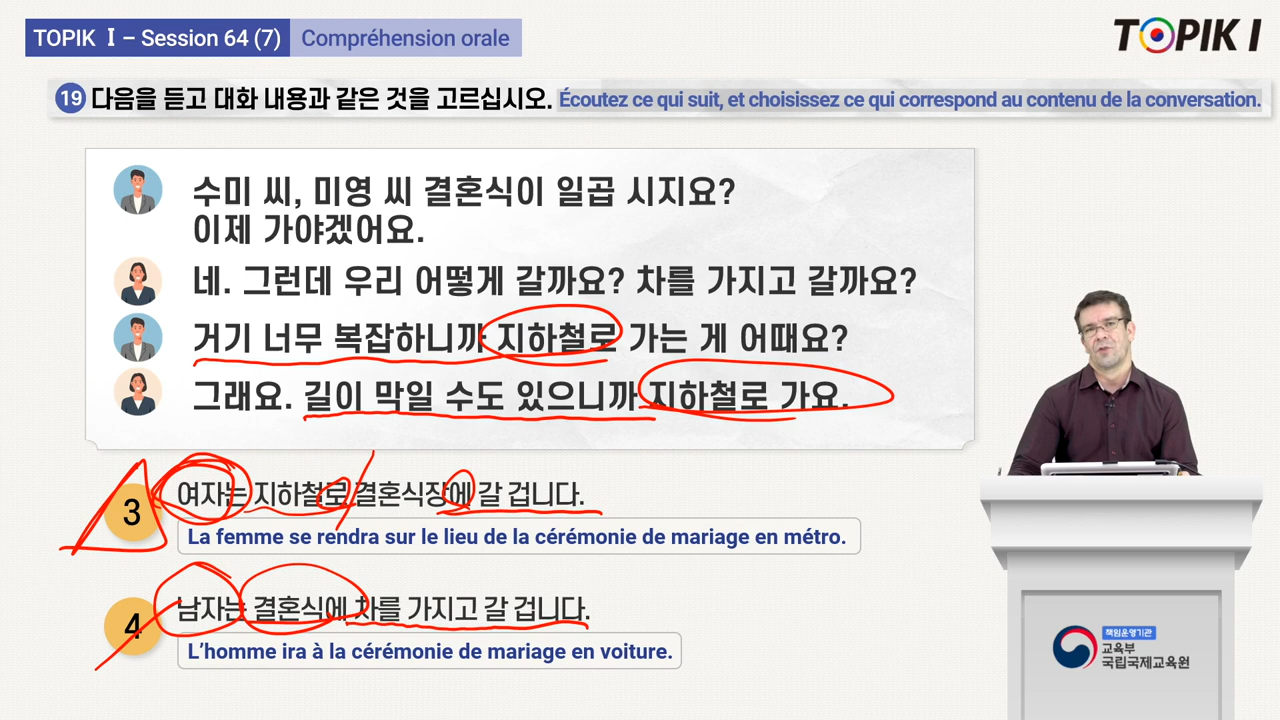 TOPIK Ⅰ – Session 64 (7) Compréhension orale
TOPIK I
19 다음을 듣고 대화 내용과 같은 것을 고르십시오. Écoutez ce qui suit, et choisissez ce qui correspond au contenu de la conversation.
수미 씨, 미영 씨 결혼식이 일곱 시지요?
이제 가야겠어요.
네. 그런데 우리 어떻게 갈까요? 차를 가지고 갈까요?
거기 너무 복잡하니까 지하철로 가는 게 어때요?
그래요. 길이 막일 수도 있으니까 지하철로 가요.
3 여자는 지하철로 결혼식장에 갈 겁니다.
La femme se rendra sur le lieu de la cérémonie de mariage en métro.
4 남자는 결혼식에 차를 가지고 갈 겁니다.
L’homme ira à la cérémonie de mariage en voiture.
책임운영기관
교육부
국립국제교육원